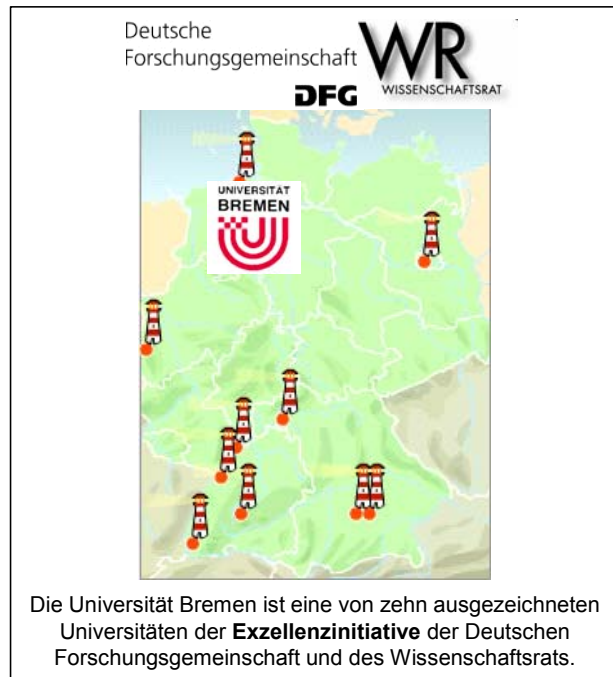 Deutsche
Forschungsgemeinschaft
WR
WISSENSCHAFTSRAT
DFG
UNIVERSITÄT
BREMEN
Die Universität Bremen ist eine von zehn ausgezeichneten
Universitäten der Exzellenzinitiative der Deutschen
Forschungsgemeinschaft und des Wissenschaftsrats.